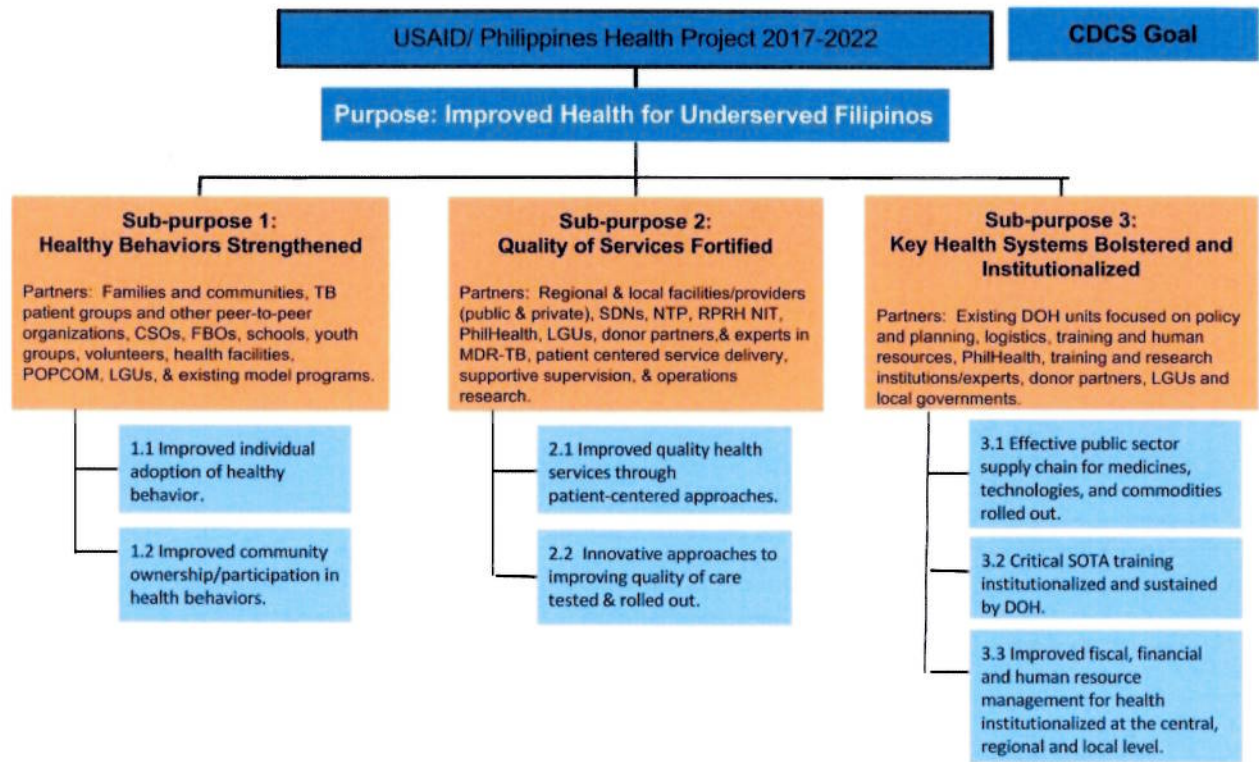 USAID/ Philippines Health Project 2017-2022
CDCS Goal
Purpose: Improved Health for Underserved Filipinos
Sub-purpose 1:
Healthy Behaviors Strengthened
Partners: Families and communities, TB
patient groups and other peer-to-peer
organizations, CSOs, FBOs, schools, youth
groups, volunteers, health facilities,
POPCOM, LGUs, & existing model programs.
1.1 Improved individual
adoption of healthy
behavior.
1.2 Improved community
ownership/participation in
health behaviors.
Sub-purpose 2:
Quality of Services Fortified
Partners: Regional & local facilities/providers
(public & private), SDNs, NTP, RPRH NIT,
PhilHealth, LGUs, donor partners,& experts in
MDR-TB, patient centered service delivery,
supportive supervision, & operations
research.
2.1 Improved quality health
services through
patient-centered approaches.
2.2 Innovative approaches to
improving quality of care
tested & rolled out.
Sub-purpose 3:
Key Health Systems Bolstered and
Institutionalized
Partners: Existing DOH units focused on policy
and planning, logistics, training and human
resources, PhilHealth, training and research
institutions/experts, donor partners, LGUs and
local governments.
3.1 Effective public sector
supply chain for medicines,
technologies, and commodities
rolled out.
3.2 Critical SOTA training
institutionalized and sustained
by DOH.
3.3 Improved fiscal, financial
and human resource
management for health
institutionalized at the central,
regional and local level.